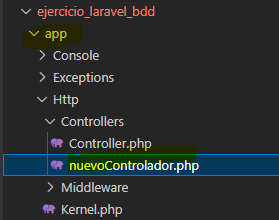 ejercicio_laravel_bdd
app
Console
Exceptions
Http
Controllers
Controller.php
nuevoControlador.php
Middleware
Kernel.php